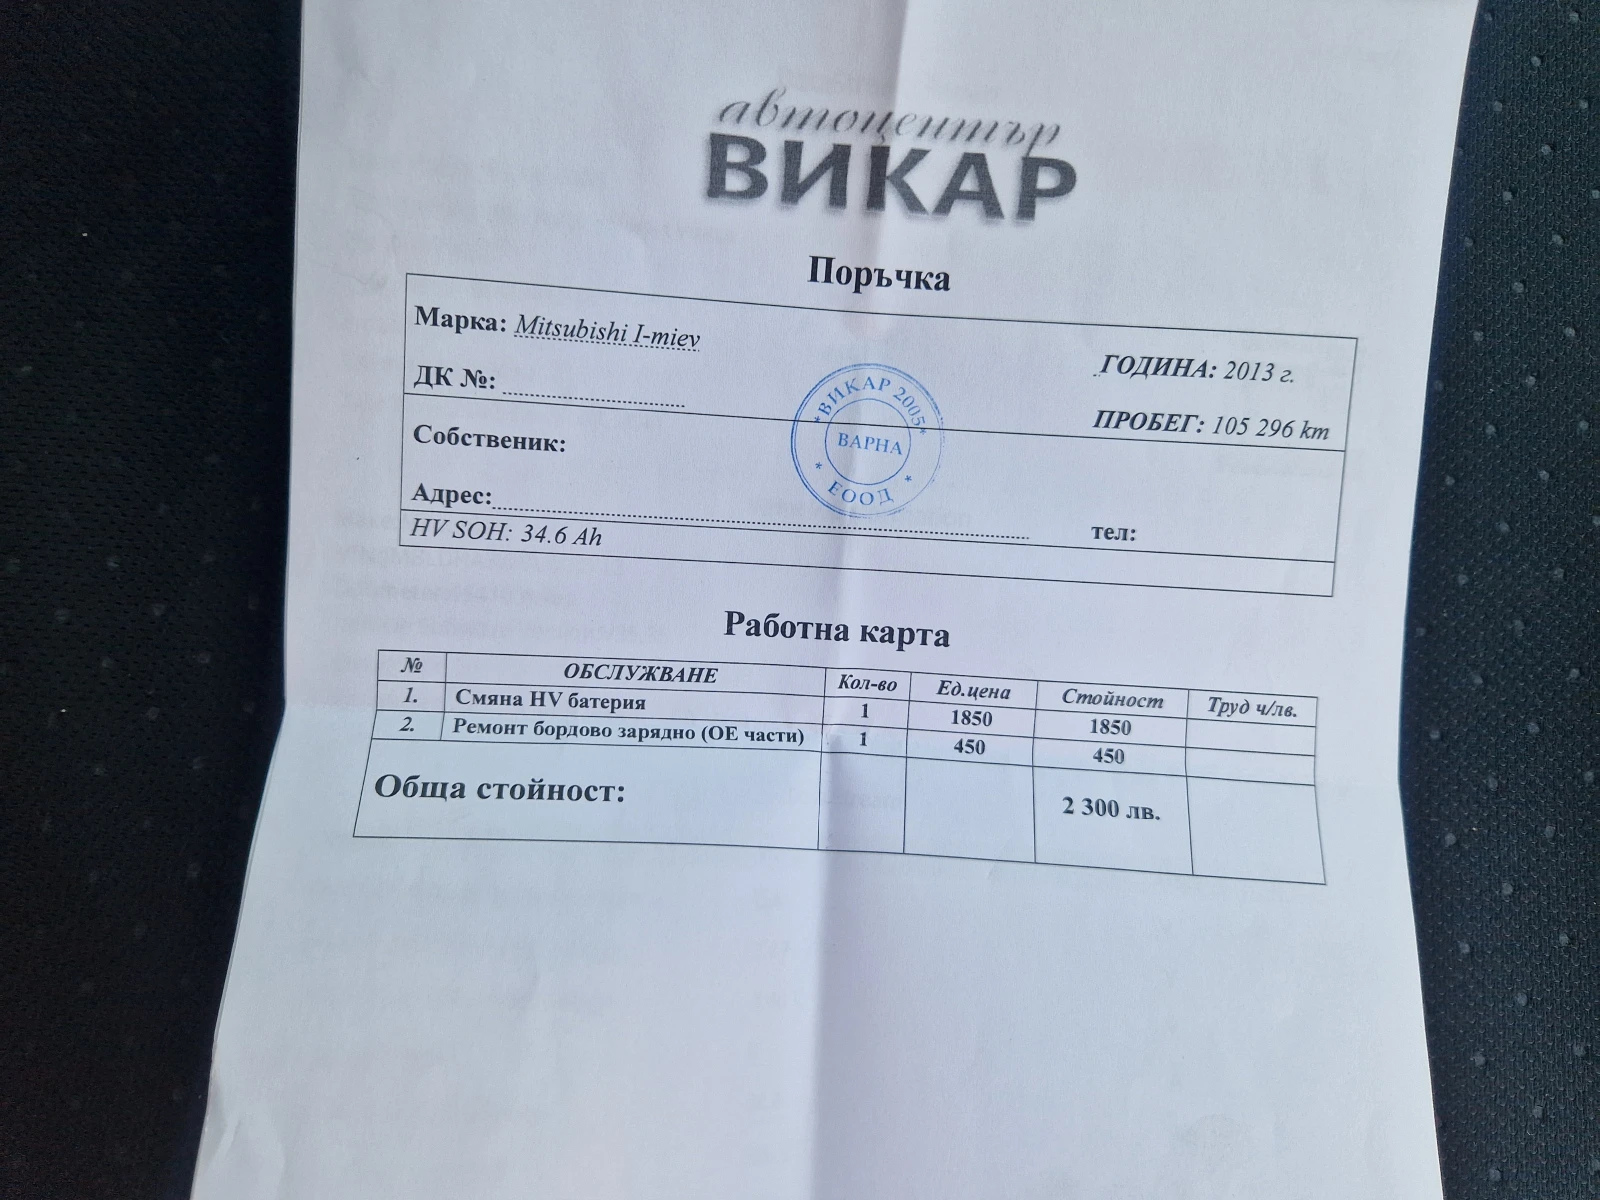 автоцентър
ВИКАР
Поръчка
Марка: Mitsubishi I-miev
ГОДИНА: 2013 г.
ДК №:
ПРОБЕГ: 105 296 km
Собственик:
Адрес:
тел:
HV SOH: 34.6 Ah
*ВИКАР 2005*
ВАРНА
* ЕООД *
Работна карта
№ ОБСЛУЖВАНЕ Кол-во Ед.цена Стойност Труд ч/лв.
1. Смяна HV батерия 1 1850 1850
2. Ремонт бордово зарядно (ОЕ части) 1 450 450
Обща стойност: 2 300 лв.